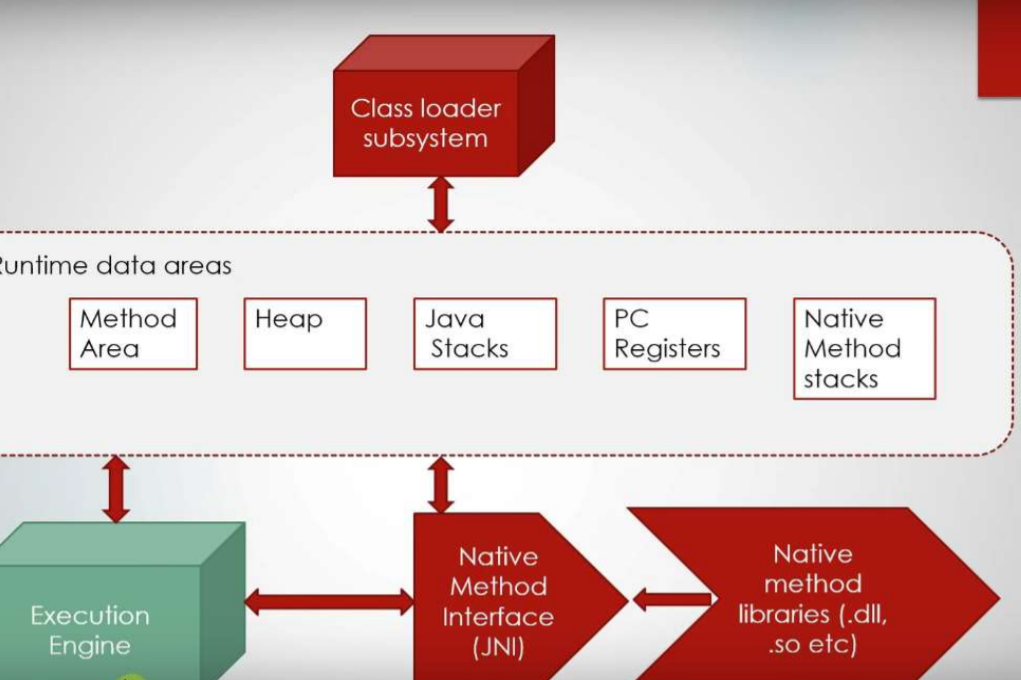 Class loader
subsystem
Runtime data areas
Method
Area
Heap
Java
Stacks
PC
Registers
Native
Method
stacks
Execution
Engine
Native
Method
Interface
(JNI)
Native
method
libraries (.dll,
.so etc)